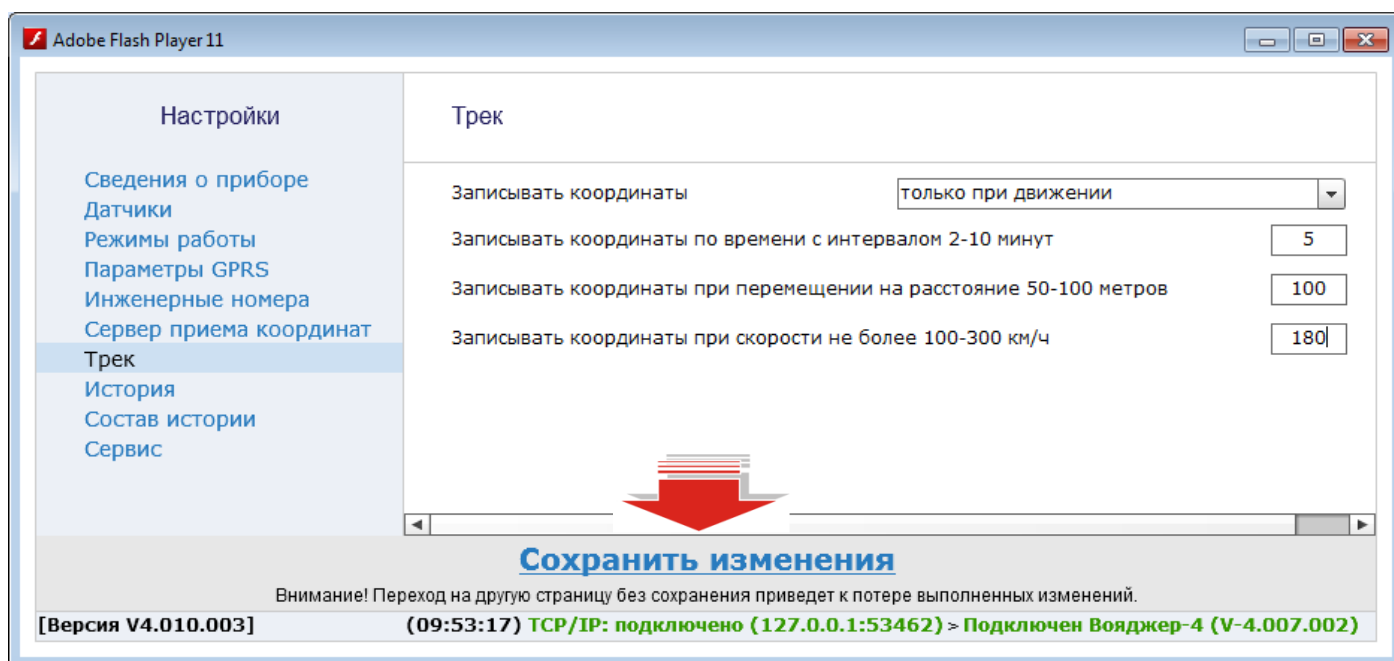 Adobe Flash Player 11
Настройки
Сведения о приборе
Датчики
Режимы работы
Параметры GPRS
Инженерные номера
Сервер приема координат
Трек
История
Состав истории
Сервис
Трек
Записывать координаты только при движении
Записывать координаты по времени с интервалом 2-10 минут 5
Записывать координаты при перемещении на расстояние 50-100 метров 100
Записывать координаты при скорости не более 100-300 км/ч 180
Сохранить изменения
Внимание! Переход на другую страницу без сохранения приведет к потере выполненных изменений.
[Версия V4.010.003] (09:53:17) TCP/IP: подключено (127.0.0.1:53462) > Подключен Вояджер-4 (V-4.007.002)